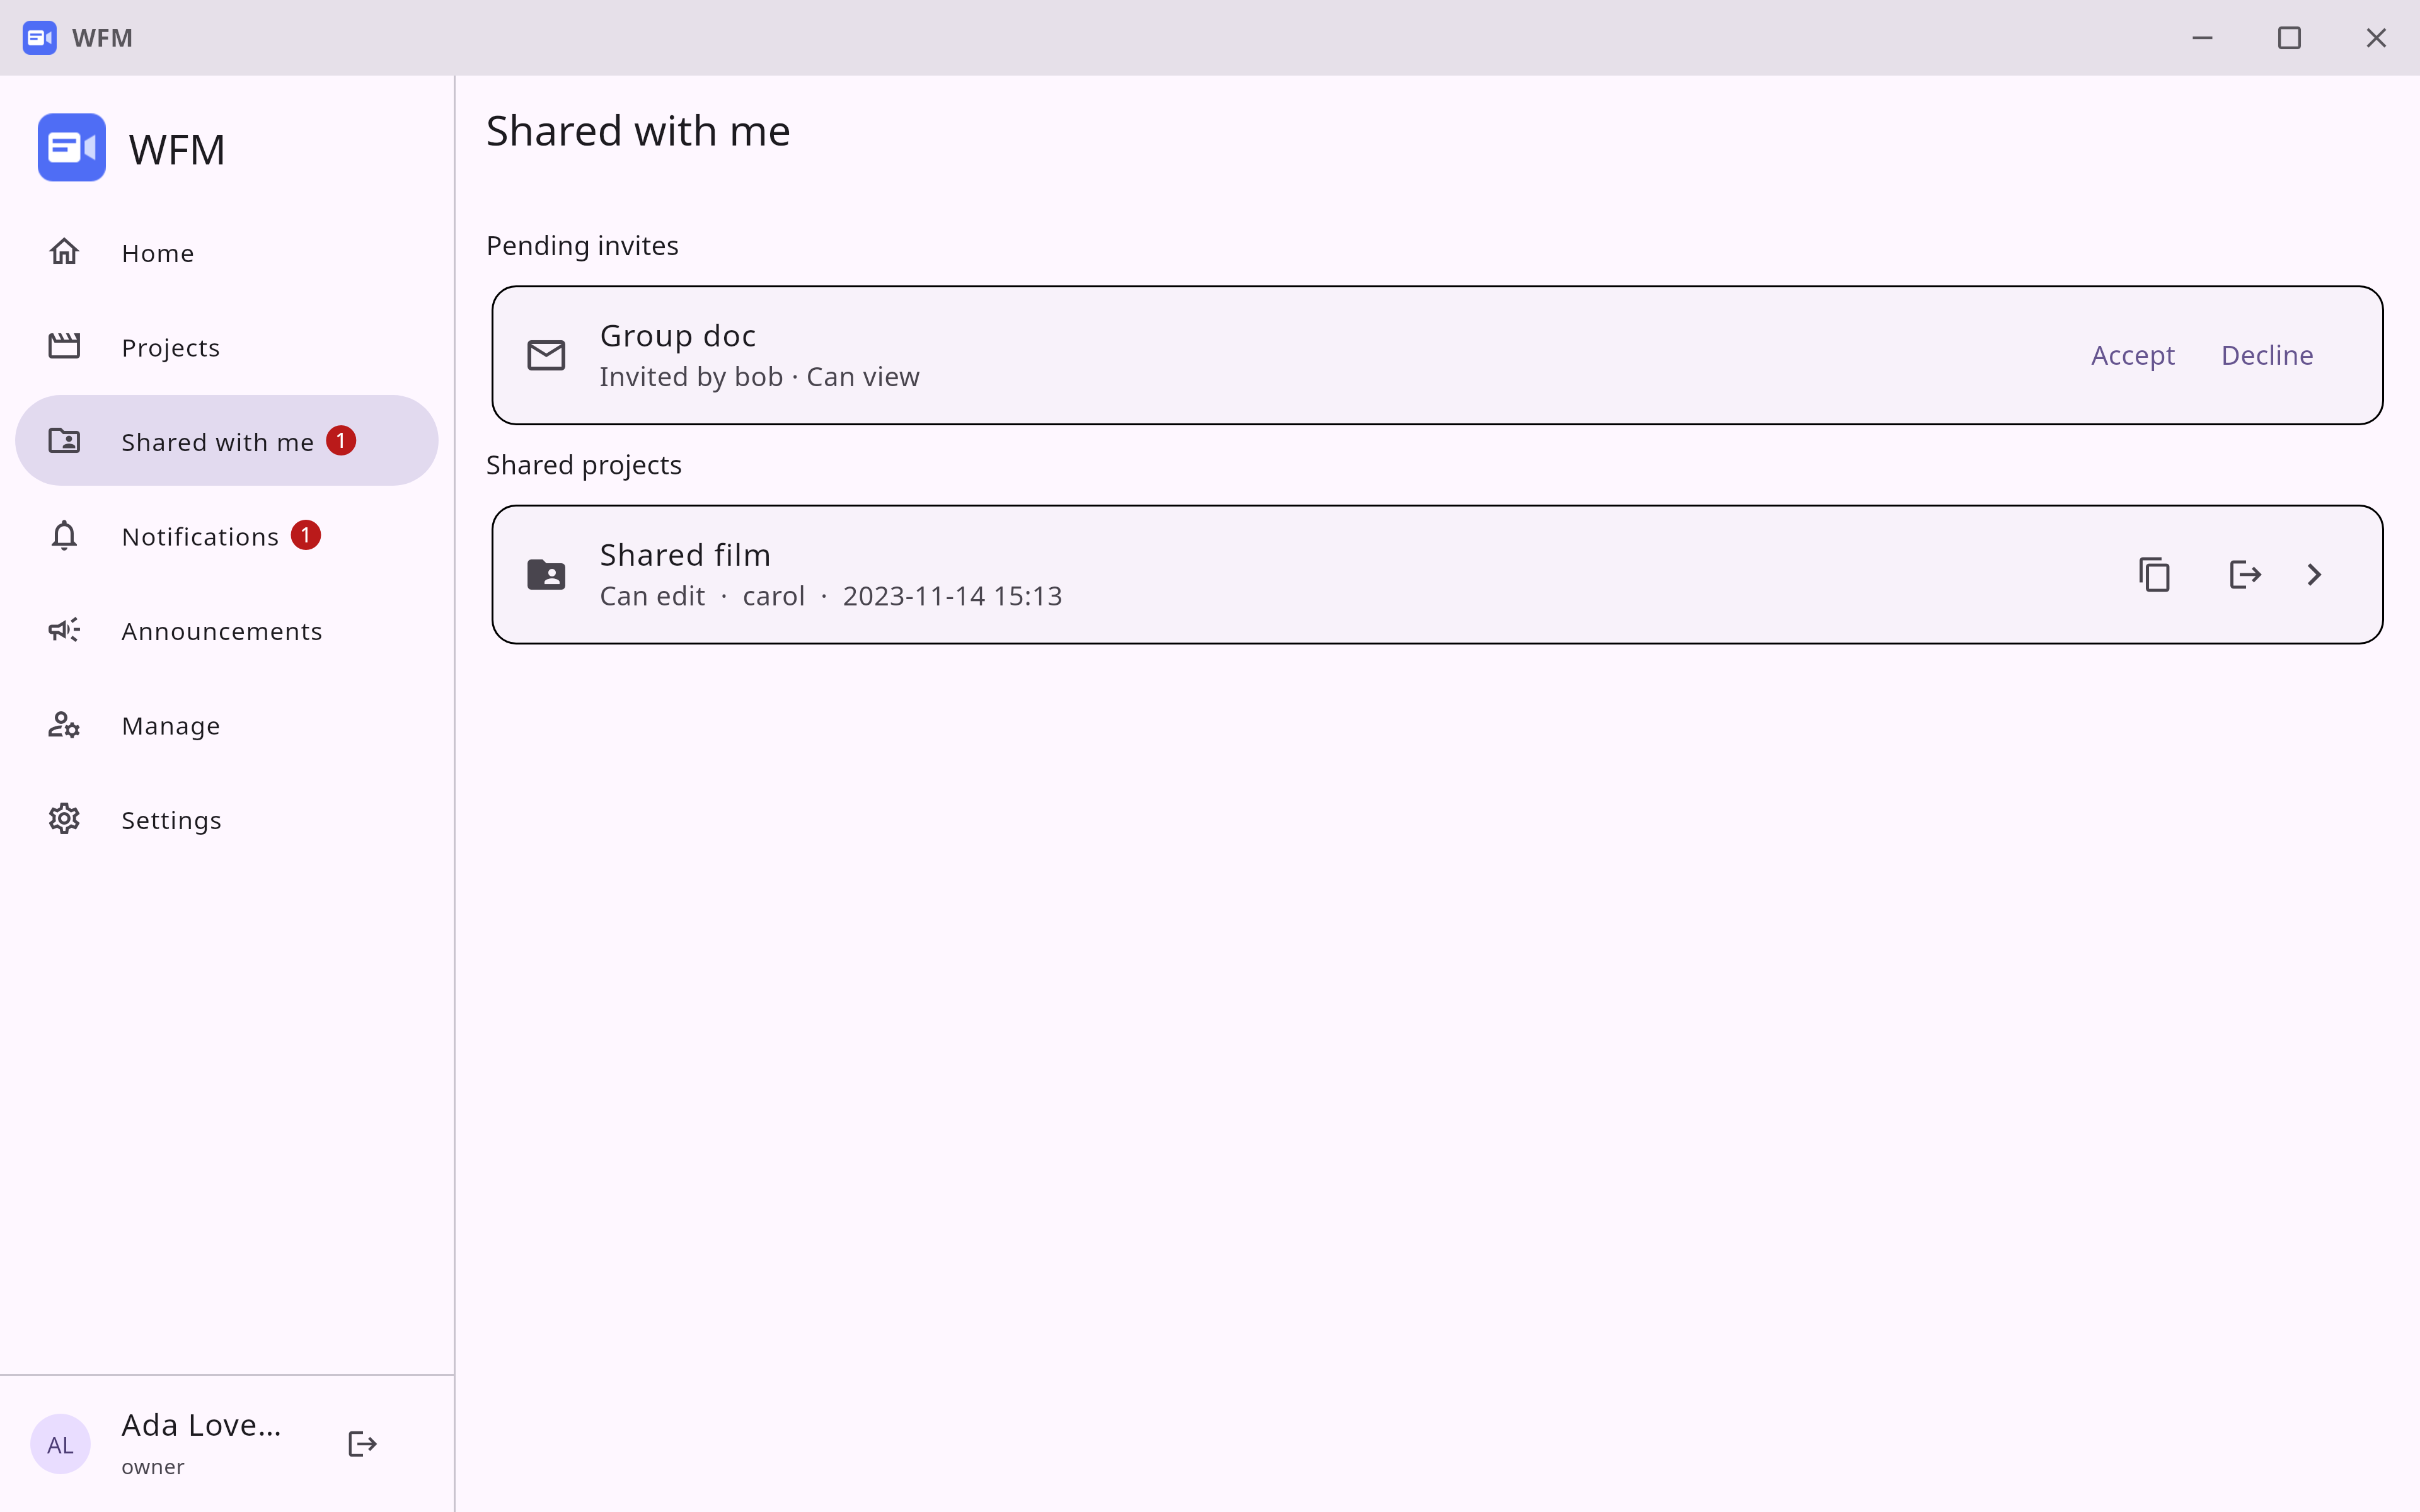 WFM
WFM
Home
Projects
Shared with me 1
Notifications 1
Announcements
Manage
Settings
AL
Ada Love...
owner
Shared with me
Pending invites
Group doc
Invited by bob · Can view
Accept Decline
Shared projects
Shared film
Can edit · carol · 2023-11-14 15:13